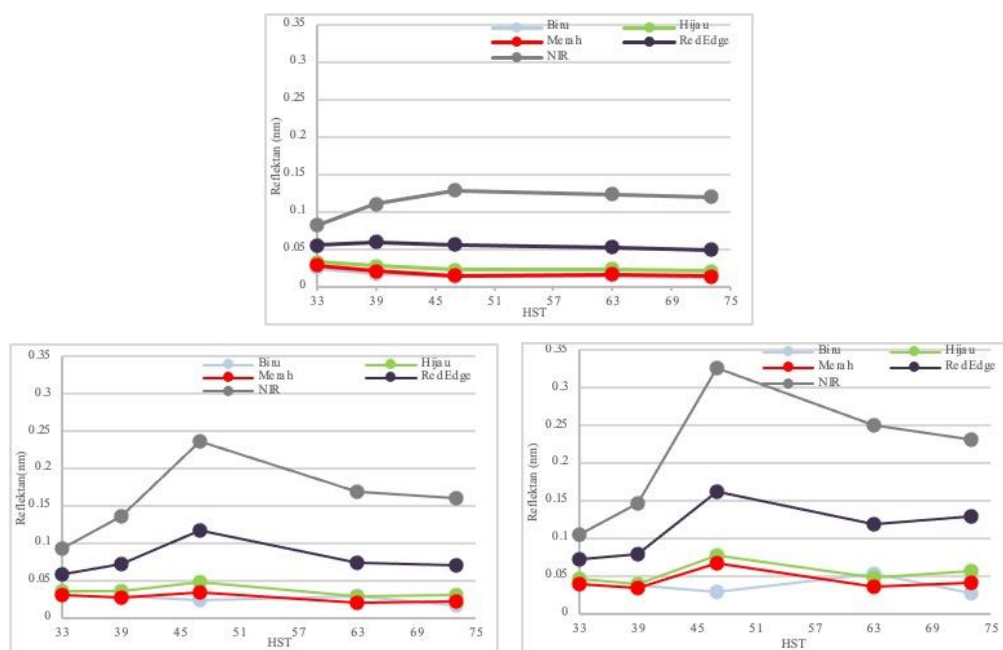 0.35
Biru Hijau
Merah RedEdge
NIR
0.3
0.25
0.2
0.15
0.1
0.05
0
Reflektan (nm)
33 39 45 51 57 63 69 75
HST
0.35
Biru Hijau
Merah RedEdge
NIR
0.3
0.25
0.2
0.15
0.1
0.05
0
Reflektan(nm)
33 39 45 51 57 63 69 75
HST
0.35
Biru Hijau
Merah RedEdge
NIR
0.3
0.25
0.2
0.15
0.1
0.05
0
Reflektan (nm)
33 39 45 51 57 63 69 75
HST